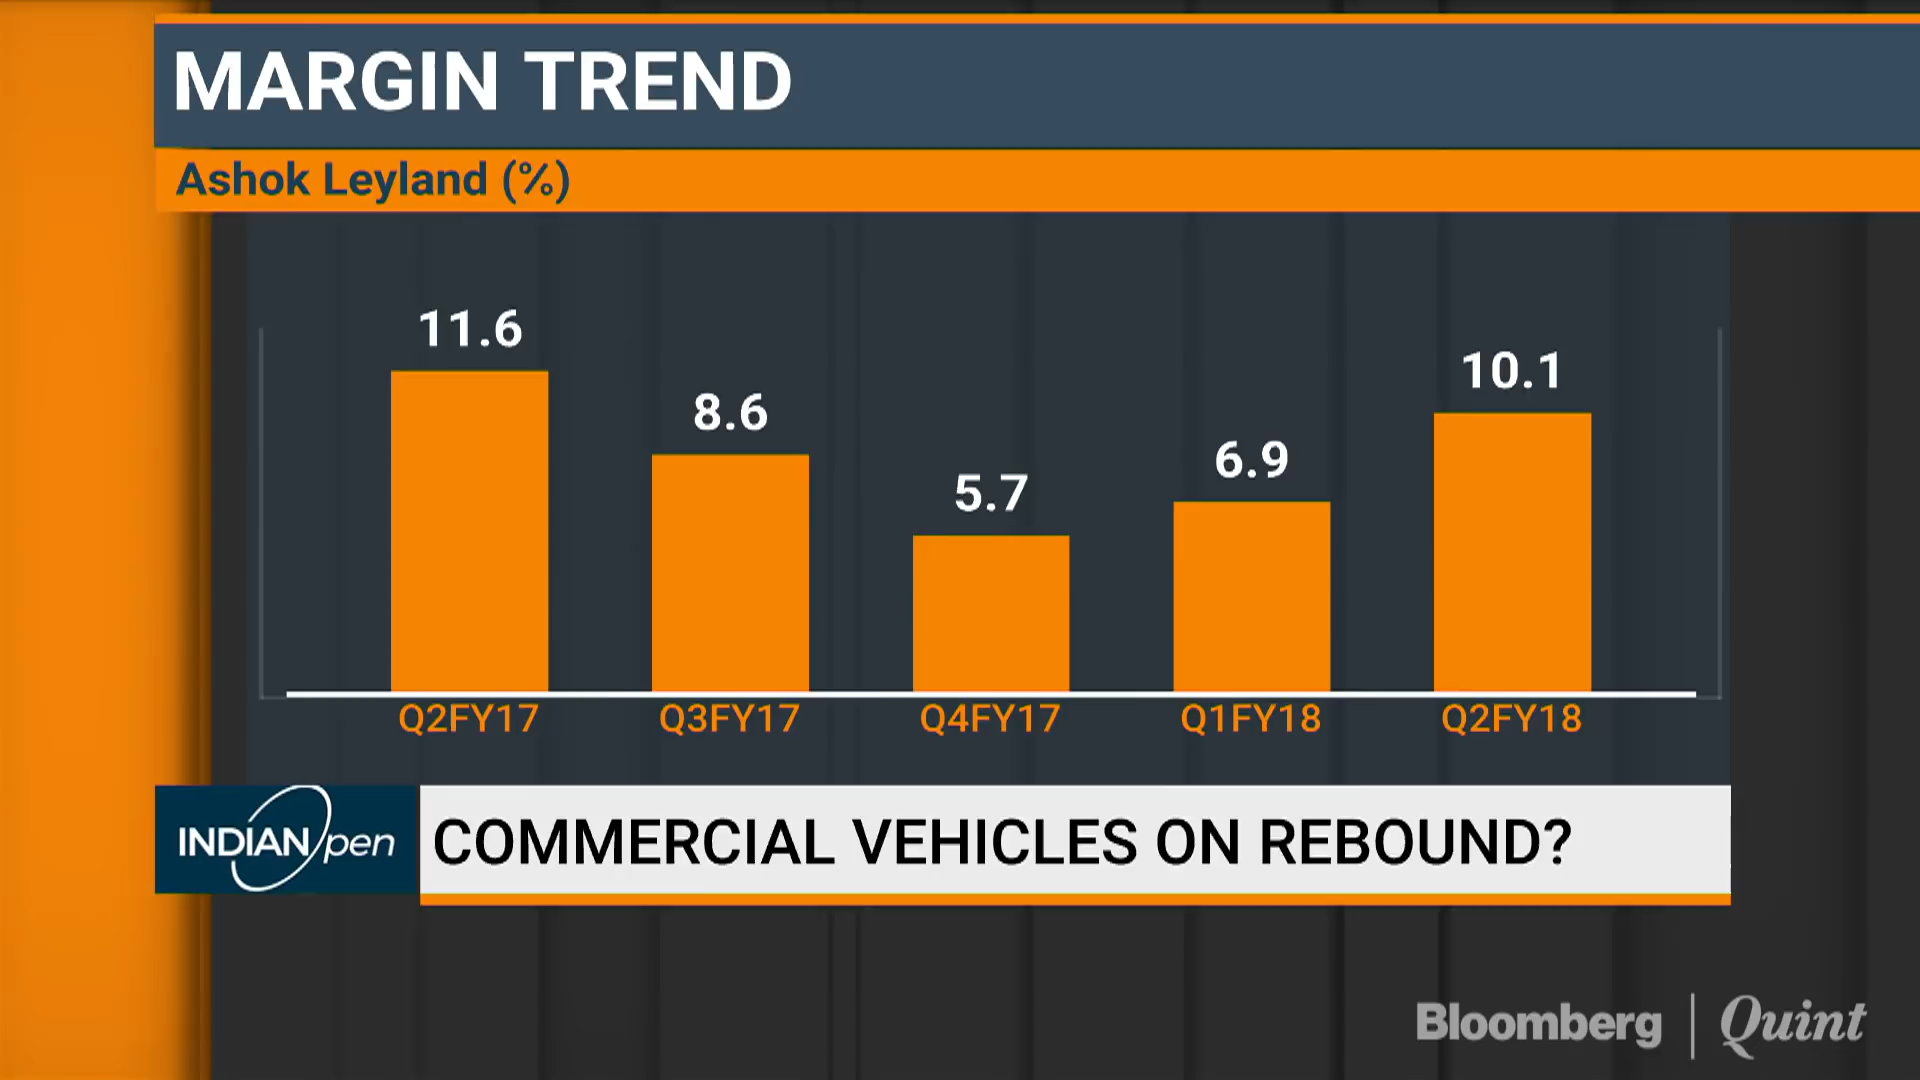 MARGIN TREND
Ashok Leyland (%)
11.6
8.6
5.7
6.9
10.1
Q2FY17
Q3FY17
Q4FY17
Q1FY18
Q2FY18
INDIAN Open
COMMERCIAL VEHICLES ON REBOUND?
Bloomberg | Quint